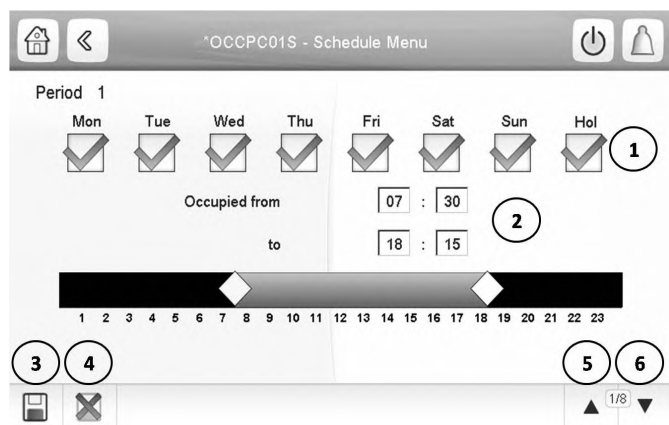 *OCCPC01S - Schedule Menu
Period 1
Mon Tue Wed Thu Fri Sat Sun Hol
1
Occupied from 07 : 30
2
to 18 : 15
1 2 3 4 5 6 7 8 9 10 11 12 13 14 15 16 17 18 19 20 21 22 23
3 4 5 6
1/8